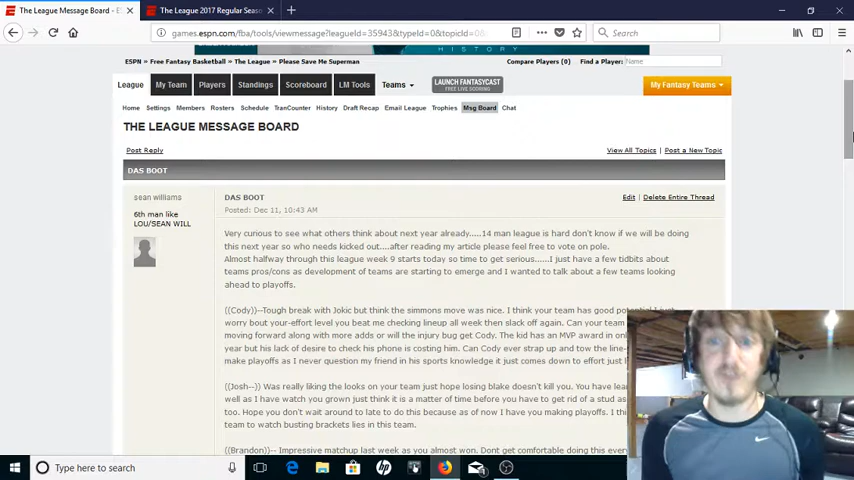 The League Message Board - ES
The League 2017 Regular Seaso
games.espn.com/fba/tools/viewmessage?leagueId=35943&typeId=0&topicId=08
Search
HISTORY
ESPN > Free Fantasy Basketball > The League > Please Save Me Superman
Compare Players (0)
Find a Player: Name
League My Team Players Standings Scoreboard LM Tools Teams
LAUNCH FANTASYCAST
FREE LIVE SCORING
My Fantasy Teams
Home Settings Members Rosters Schedule TranCounter History Draft Recap Email League Trophies Msg Board Chat
THE LEAGUE MESSAGE BOARD
Post Reply
View All Topics | Post a New Topic
DAS BOOT
sean williams
6th man like
LOU/SEAN WILL
DAS BOOT
Edit | Delete Entire Thread
Posted: Dec 11, 10:43 AM
Very curious to see what others think about next year already.....14 man league is hard don't know if we will be doing
this next year so who needs kicked out....after reading my article please feel free to vote on pole.
Almost halfway through this league week 9 starts today so time to get serious......I just have a few tidbits about
teams pros/cons as development of teams are starting to emerge and I wanted to talk about a few teams looking
ahead to playoffs.
((Cody)--Tough break with Jokic but think the simmons move was nice. I think your team has good potential I just
worry bout your-effort level you beat me checking lineup all week then slack off again. Can your team
moving forward along with more adds or will the injury bug get Cody. The kid has an MVP award in only
year but his lack of desire to check his phone is costing him. Can Cody ever strap up and tow the line-
make playoffs as I never question my friend in his sports knowledge it just comes down to effort just
((Josh--)) Was really liking the looks on your team just hope losing blake doesn't kill you. You have lear
well as I have watch you grown just think it is a matter of time before you have to get rid of a stud as
too. Hope you don't wait around to late to do this because as of now I have you making playoffs. I thi
team to watch busting brackets lies in this team.
((Brandon)-- Impressive matchup last week as you almost won. Dont get comfortable doing this every
Type here to search